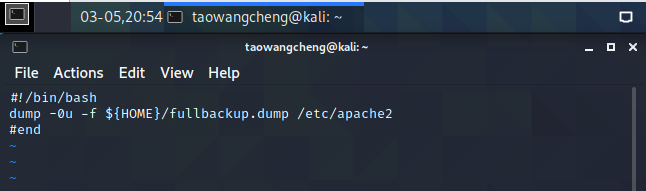 03-05,20:54 taowangcheng@kali: ~
taowangcheng@kali: ~
File Actions Edit View Help
#!/bin/bash
dump -0u -f ${HOME}/fullbackup.dump /etc/apache2
#end
~
~
~